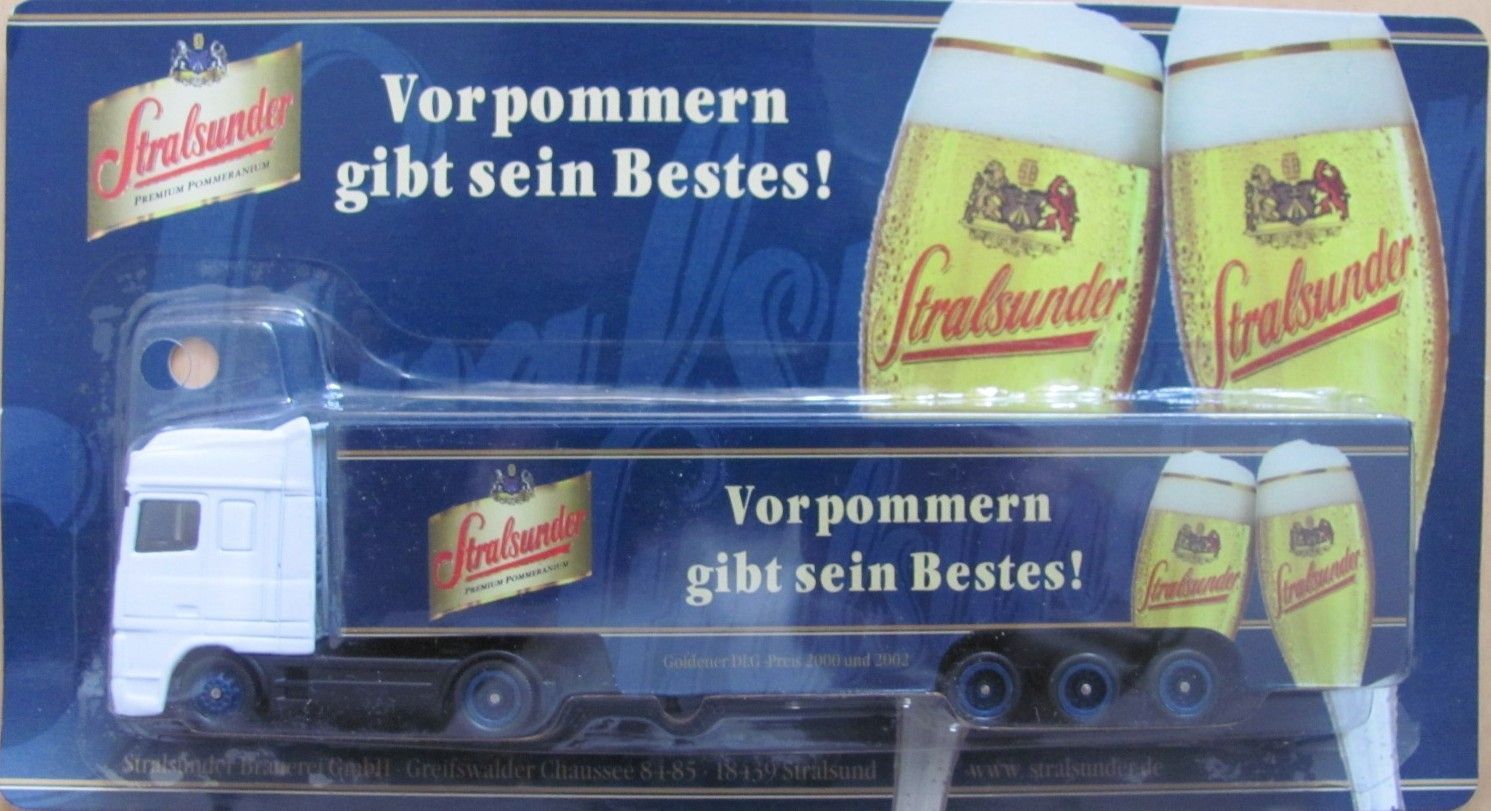 Stralsunder
PREMIUM POMMERANIUM
Vorpommern
gibt sein Bestes!
Stralsunder
Stralsunder
Stralsunder
PREMIUM POMMERANIUM
Vorpommern
gibt sein Bestes!
Stralsunder
Stralsunder
Goldener DLG-Preis 2000 und 2002
Stralsunder Brauerei GmbH · Greifswalder Chaussee 84-85 · 18439 Stralsund www.stralsunder.de